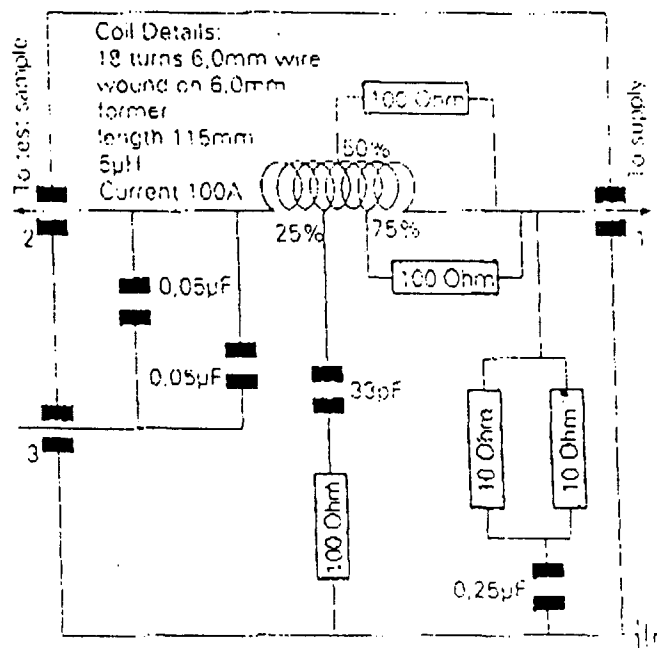 Coil Details:
18 turns 6,0mm wire
wound on 6,0mm
former
length 115mm
5µH
Current 100A
To test sample
To supply
100 Ohm
50%
25%
75%
100 Ohm
2
1
0,05µF
0,05µF
33pF
3
100 Ohm
10 Ohm
10 Ohm
0,25µF